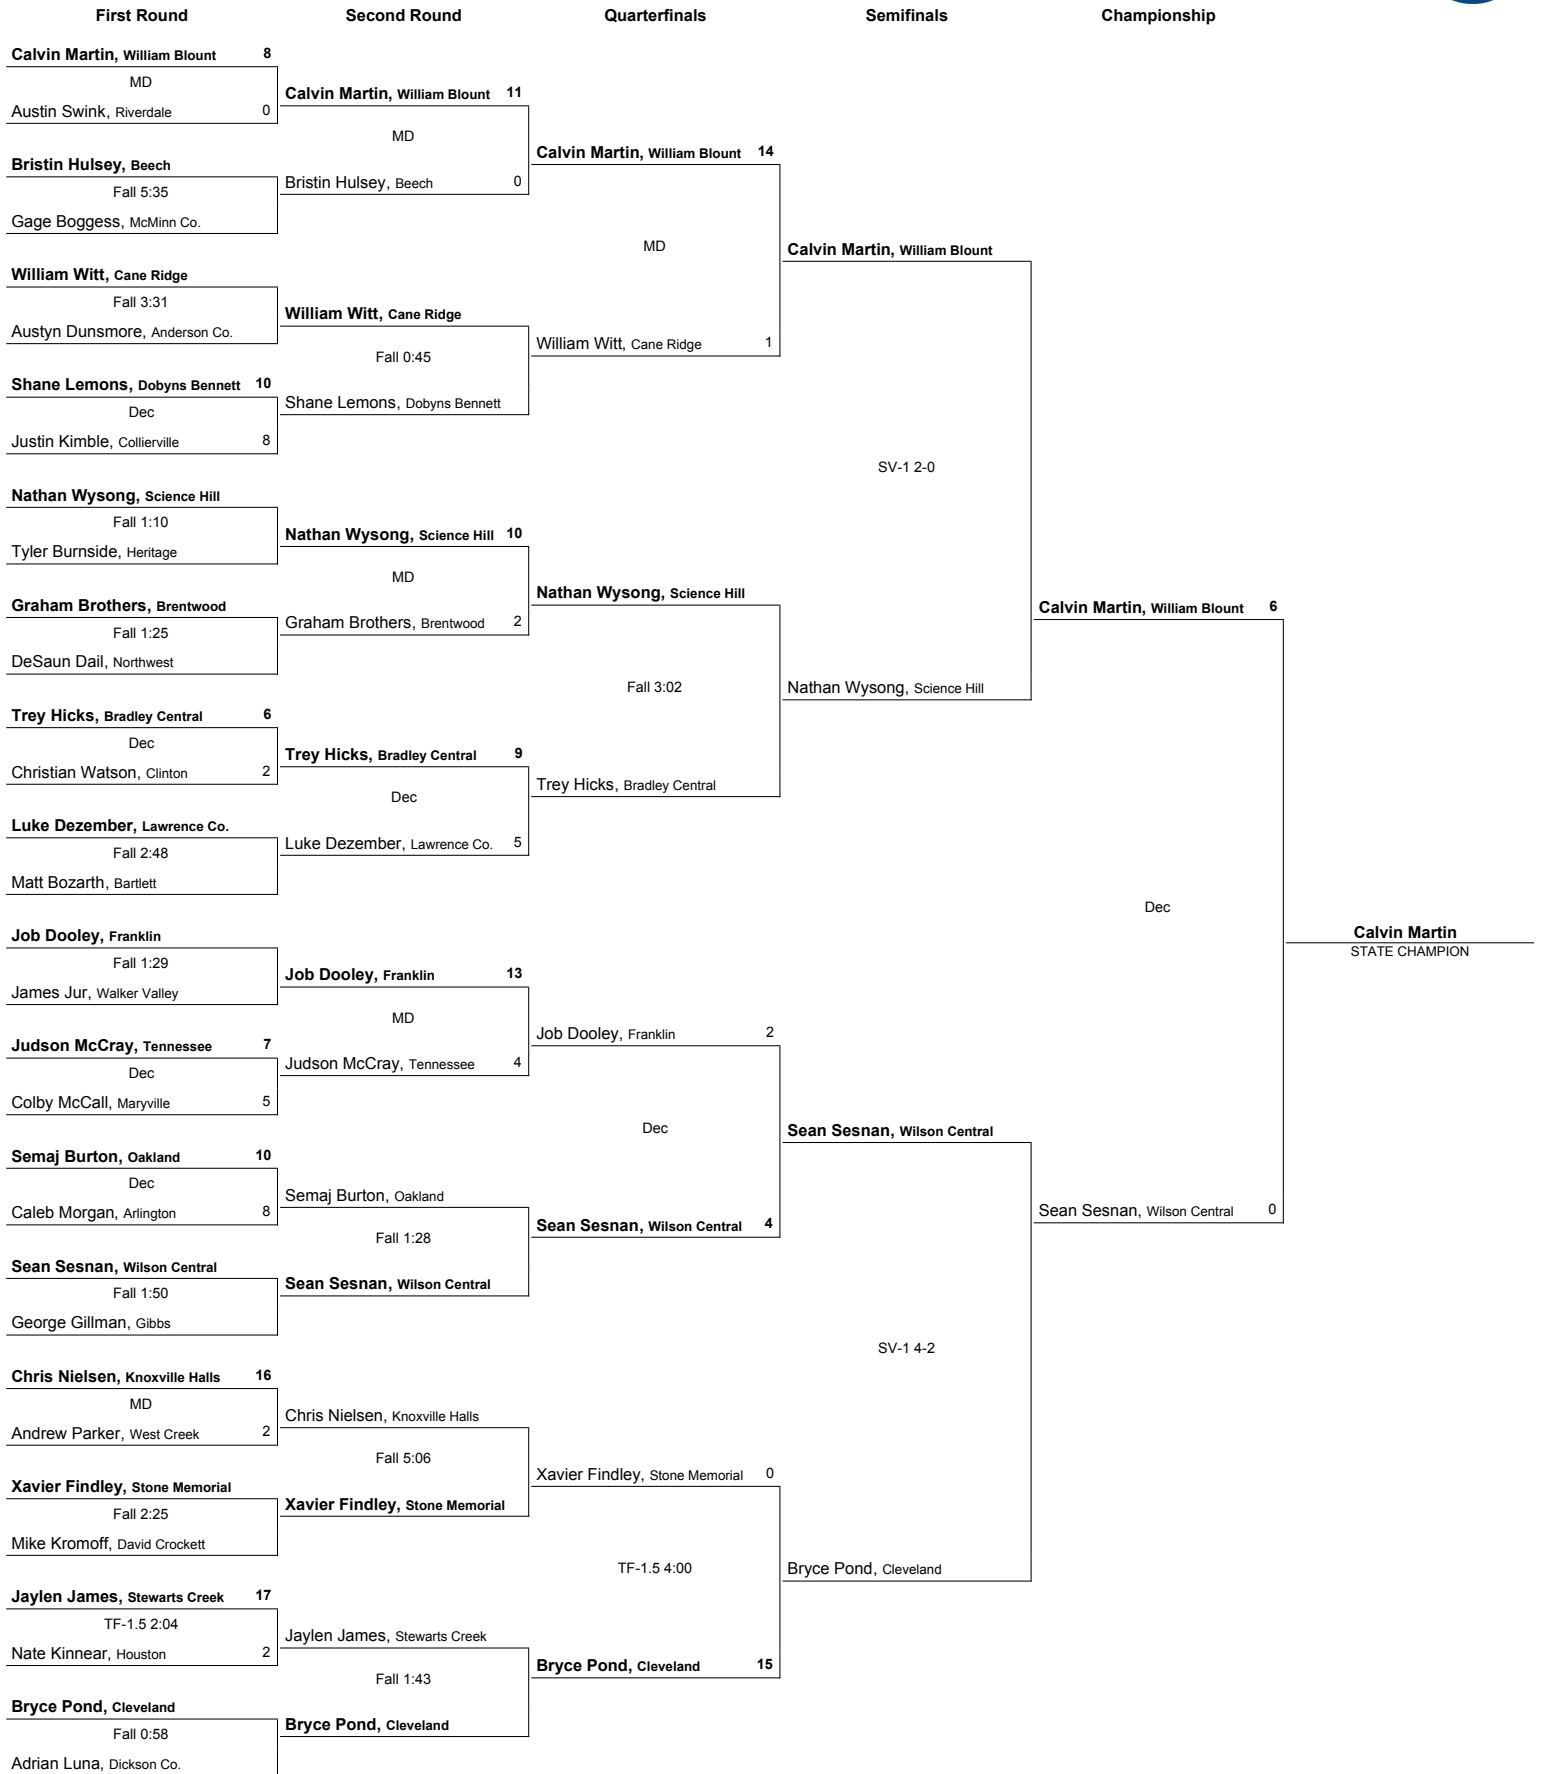 First Round
Second Round
Quarterfinals
Semifinals
Championship
Calvin Martin, William Blount 8
MD
Austin Swink, Riverdale 0
Bristin Hulsey, Beech
Fall 5:35
Gage Boggess, McMinn Co.
William Witt, Cane Ridge
Fall 3:31
Austyn Dunsmore, Anderson Co.
Shane Lemons, Dobyns Bennett 10
Dec
Justin Kimble, Collierville 8
Nathan Wysong, Science Hill
Fall 1:10
Tyler Burnside, Heritage
Graham Brothers, Brentwood
Fall 1:25
DeSaun Dail, Northwest
Trey Hicks, Bradley Central 6
Dec
Christian Watson, Clinton 2
Luke Dezember, Lawrence Co.
Fall 2:48
Matt Bozarth, Bartlett
Job Dooley, Franklin
Fall 1:29
James Jur, Walker Valley
Judson McCray, Tennessee 7
Dec
Colby McCall, Maryville 5
Semaj Burton, Oakland 10
Dec
Caleb Morgan, Arlington 8
Sean Sesnan, Wilson Central
Fall 1:50
George Gillman, Gibbs
Chris Nielsen, Knoxville Halls 16
MD
Andrew Parker, West Creek 2
Xavier Findley, Stone Memorial
Fall 2:25
Mike Kromoff, David Crockett
Jaylen James, Stewarts Creek 17
TF-1.5 2:04
Nate Kinnear, Houston 2
Bryce Pond, Cleveland
Fall 0:58
Adrian Luna, Dickson Co.
Calvin Martin, William Blount 11
MD
Bristin Hulsey, Beech 0
William Witt, Cane Ridge
Fall 0:45
Shane Lemons, Dobyns Bennett
Nathan Wysong, Science Hill 10
MD
Graham Brothers, Brentwood 2
Trey Hicks, Bradley Central 9
Dec
Luke Dezember, Lawrence Co. 5
Job Dooley, Franklin 13
MD
Judson McCray, Tennessee 4
Semaj Burton, Oakland
Fall 1:28
Sean Sesnan, Wilson Central
Chris Nielsen, Knoxville Halls
Fall 5:06
Xavier Findley, Stone Memorial
Jaylen James, Stewarts Creek
Fall 1:43
Bryce Pond, Cleveland
Calvin Martin, William Blount 14
MD
William Witt, Cane Ridge 1
Nathan Wysong, Science Hill
Fall 3:02
Trey Hicks, Bradley Central
Job Dooley, Franklin 2
Dec
Sean Sesnan, Wilson Central 4
Xavier Findley, Stone Memorial 0
TF-1.5 4:00
Bryce Pond, Cleveland 15
Calvin Martin, William Blount
SV-1 2-0
Nathan Wysong, Science Hill
Sean Sesnan, Wilson Central
SV-1 4-2
Bryce Pond, Cleveland
Calvin Martin, William Blount 6
Dec
Sean Sesnan, Wilson Central 0
Calvin Martin
STATE CHAMPION